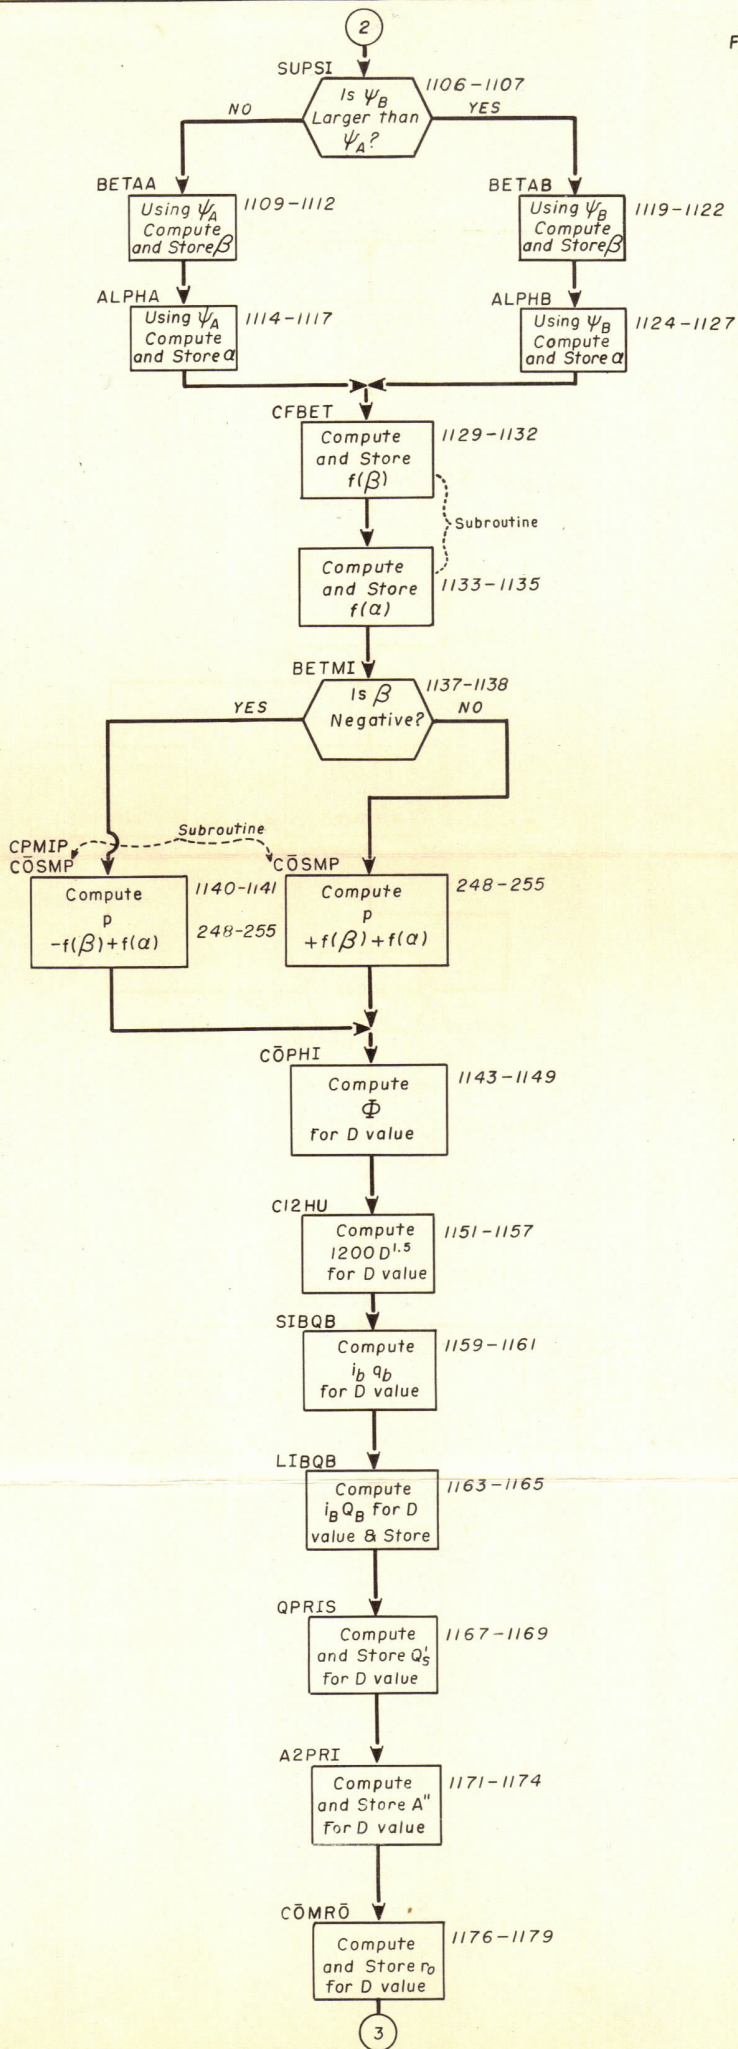 2
F
SUPSI
1106-1107
Is ψB
Larger than
ψA?
NO
YES
BETAA
1109-1112
Using ψA
Compute
and Store β
BETAB
1119-1122
Using ψB
Compute
and Store β
ALPHA
1114-1117
Using ψA
Compute
and Store α
ALPHB
1124-1127
Using ψB
Compute
and Store α
CFBET
1129-1132
Compute
and Store
f(β)
Subroutine
Compute
and Store
f(α)
1133-1135
BETMI
1137-1138
Is β
Negative?
YES
NO
Subroutine
CPMIP
CŌSMP
1140-1141
248-255
Compute
p
-f(β)+f(α)
CŌSMP
248-255
Compute
p
+f(β)+f(α)
CŌPHI
1143-1149
Compute
Φ
for D value
C12HU
1151-1157
Compute
1200 D^1.5
for D value
SIBQB
1159-1161
Compute
ib qb
for D value
LIBQB
1163-1165
Compute
iB QB for D
value & Store
QPRIS
1167-1169
Compute
and Store Q's
for D value
A2PRI
1171-1174
Compute
and Store A"
for D value
CŌMRŌ
1176-1179
Compute
and Store ro
for D value
3